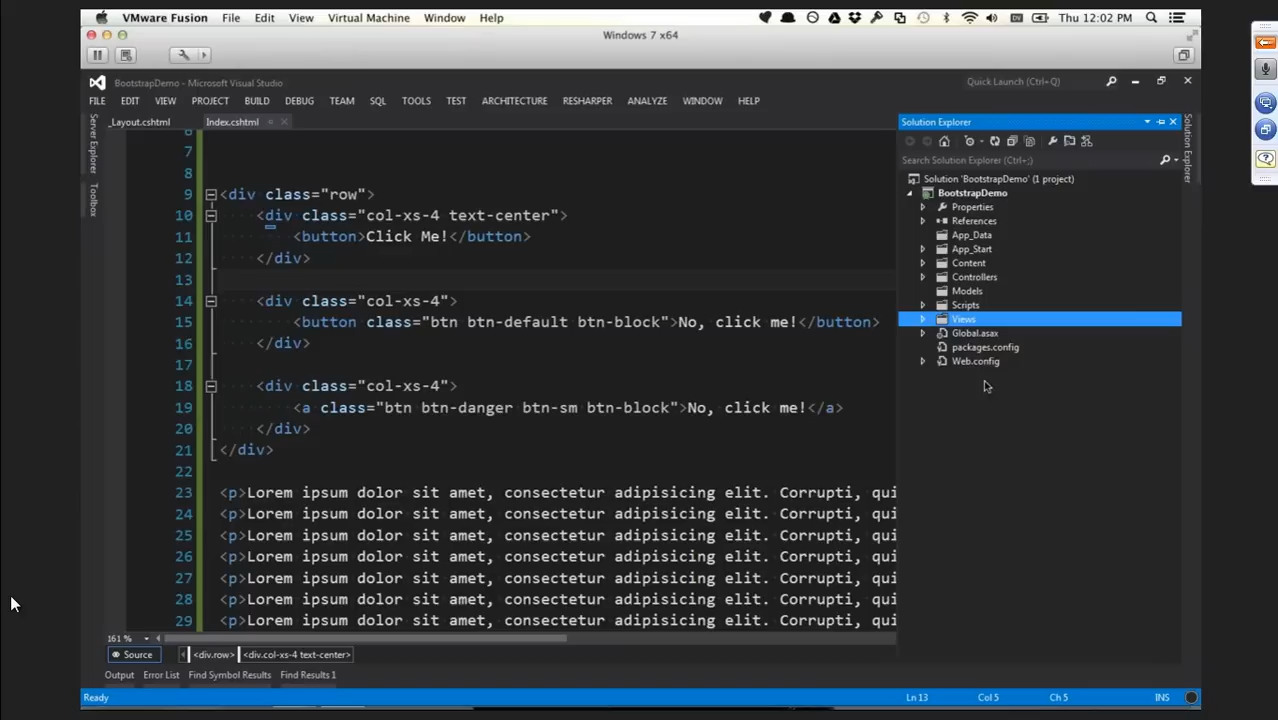 VMware Fusion File Edit View Virtual Machine Window Help Thu 12:02 PM
Windows 7 x64
BootstrapDemo - Microsoft Visual Studio Quick Launch (Ctrl+Q)
FILE EDIT VIEW PROJECT BUILD DEBUG TEAM SQL TOOLS TEST ARCHITECTURE RESHARPER ANALYZE WINDOW HELP
Server Explorer
Toolbox
_Layout.cshtml Index.cshtml
6
7
8
9 <div class="row">
10 <div class="col-xs-4 text-center">
11 <button>Click Me!</button>
12 </div>
13
14 <div class="col-xs-4">
15 <button class="btn btn-default btn-block">No, click me!</button>
16 </div>
17
18 <div class="col-xs-4">
19 <a class="btn btn-danger btn-sm btn-block">No, click me!</a>
20 </div>
21 </div>
22
23 <p>Lorem ipsum dolor sit amet, consectetur adipisicing elit. Corrupti, qui
24 <p>Lorem ipsum dolor sit amet, consectetur adipisicing elit. Corrupti, qui
25 <p>Lorem ipsum dolor sit amet, consectetur adipisicing elit. Corrupti, qui
26 <p>Lorem ipsum dolor sit amet, consectetur adipisicing elit. Corrupti, qui
27 <p>Lorem ipsum dolor sit amet, consectetur adipisicing elit. Corrupti, qui
28 <p>Lorem ipsum dolor sit amet, consectetur adipisicing elit. Corrupti, qui
29 <p>Lorem ipsum dolor sit amet, consectetur adipisicing elit. Corrupti, qui
161 %
Source <div.row> <div.col-xs-4 text-center>
Output Error List Find Symbol Results Find Results 1
Solution Explorer
Search Solution Explorer (Ctrl+;)
Solution 'BootstrapDemo' (1 project)
BootstrapDemo
Properties
References
App_Data
App_Start
Content
Controllers
Models
Scripts
Views
Global.asax
packages.config
Web.config
Solution Explorer
Ready Ln 13 Col 5 Ch 5 INS